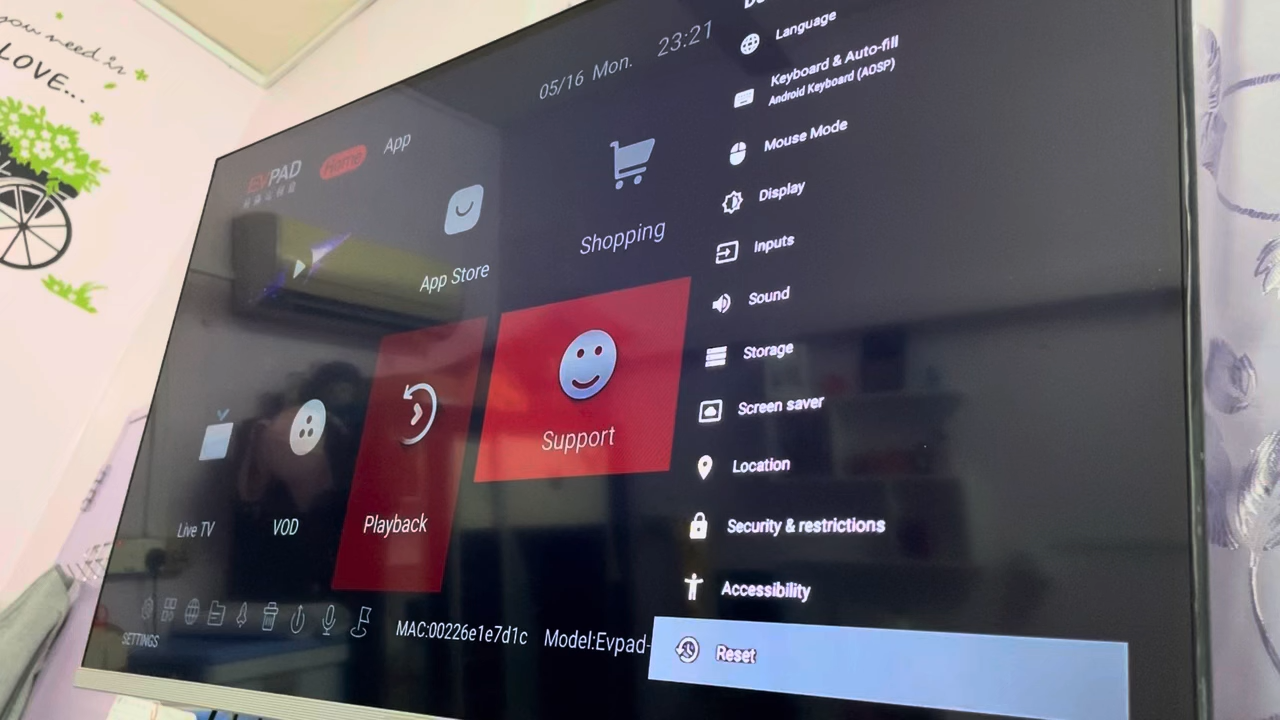 you need is
LOVE...
05/16 Mon. 23:21
EVPAD
Home
App
App Store
Shopping
Live TV
VOD
Playback
Support
SETTINGS
MAC:00226e1e7d1c
Model:Evpad-
Language
Keyboard & Auto-fill
Android Keyboard (AOSP)
Mouse Mode
Display
Inputs
Sound
Storage
Screen saver
Location
Security & restrictions
Accessibility
Reset